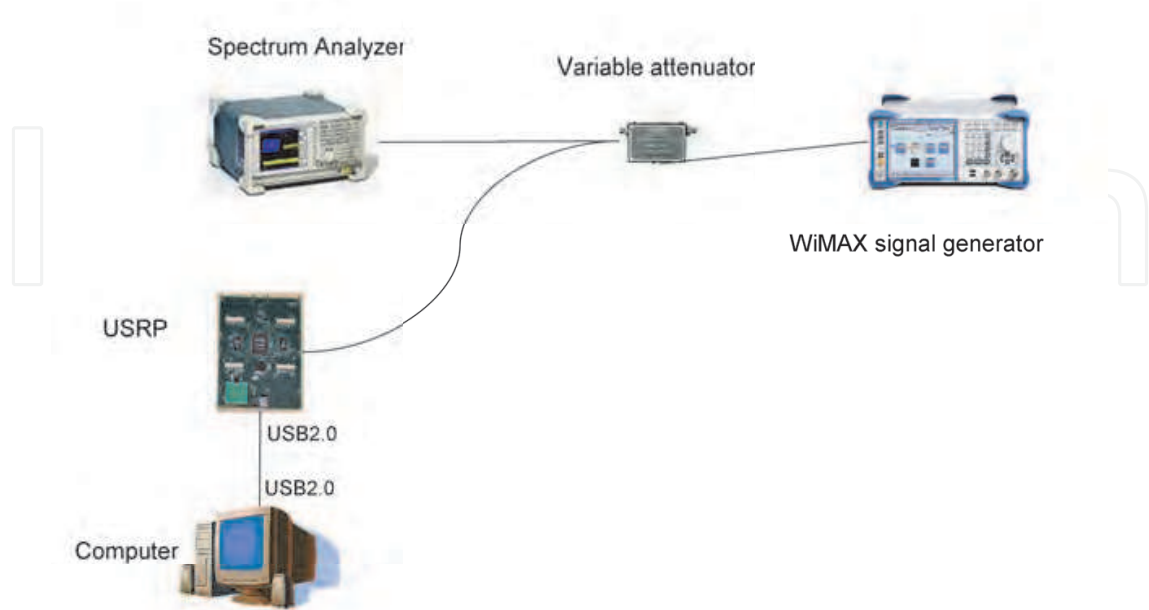 Spectrum Analyzer
Variable attenuator
WiMAX signal generator
USRP
USB2.0
USB2.0
Computer